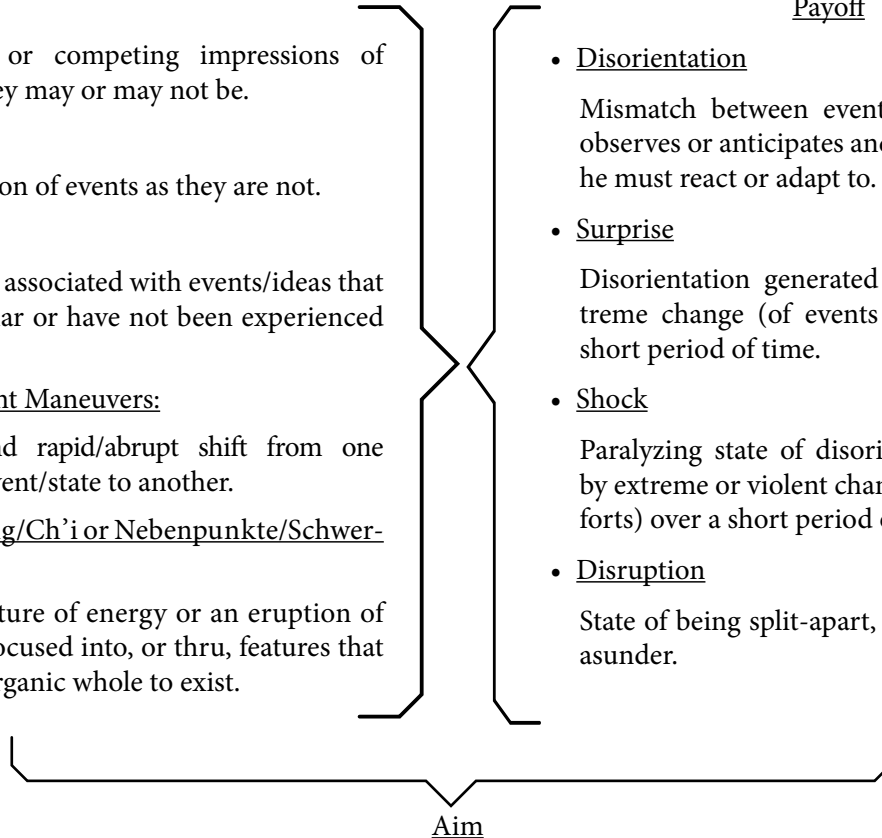 or competing impressions of
ey may or may not be.
on of events as they are not.
associated with events/ideas that
ar or have not been experienced
nt Maneuvers:
nd rapid/abrupt shift from one
vent/state to another.
g/Ch’i or Nebenpunkte/Schwer-
ture of energy or an eruption of
ocused into, or thru, features that
rganic whole to exist.
Payoff
• Disorientation
Mismatch between event
observes or anticipates and
he must react or adapt to.
• Surprise
Disorientation generated
treme change (of events
short period of time.
• Shock
Paralyzing state of disori
by extreme or violent chan
forts) over a short period
• Disruption
State of being split-apart,
asunder.
Aim